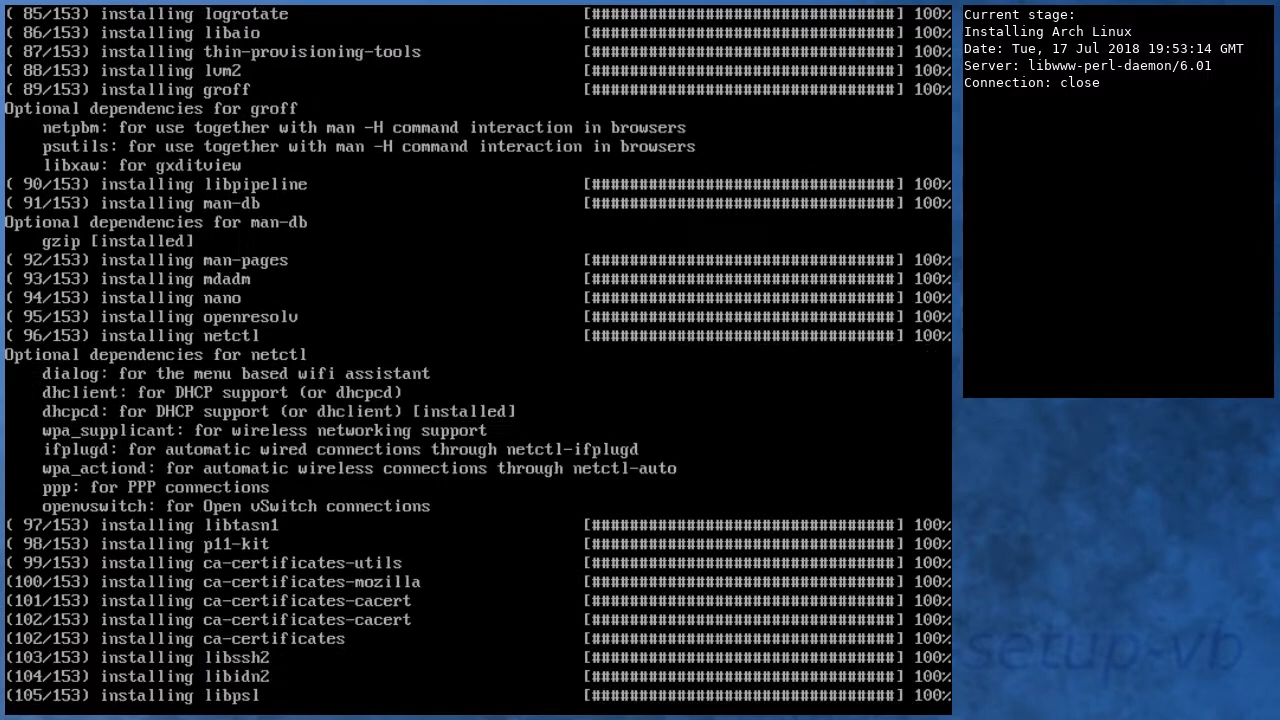 ( 85/153) installing logrotate [################################] 100%
( 86/153) installing libaio [################################] 100%
( 87/153) installing thin-provisioning-tools [################################] 100%
( 88/153) installing lvm2 [################################] 100%
( 89/153) installing groff [################################] 100%
Optional dependencies for groff
    netpbm: for use together with man -H command interaction in browsers
    psutils: for use together with man -H command interaction in browsers
    libxaw: for gxditview
( 90/153) installing libpipeline [################################] 100%
( 91/153) installing man-db [################################] 100%
Optional dependencies for man-db
    gzip [installed]
( 92/153) installing man-pages [################################] 100%
( 93/153) installing mdadm [################################] 100%
( 94/153) installing nano [################################] 100%
( 95/153) installing openresolv [################################] 100%
( 96/153) installing netctl [################################] 100%
Optional dependencies for netctl
    dialog: for the menu based wifi assistant
    dhclient: for DHCP support (or dhcpcd)
    dhcpcd: for DHCP support (or dhclient) [installed]
    wpa_supplicant: for wireless networking support
    ifplugd: for automatic wired connections through netctl-ifplugd
    wpa_actiond: for automatic wireless connections through netctl-auto
    ppp: for PPP connections
    openvswitch: for Open vSwitch connections
( 97/153) installing libtasn1 [################################] 100%
( 98/153) installing p11-kit [################################] 100%
( 99/153) installing ca-certificates-utils [################################] 100%
(100/153) installing ca-certificates-mozilla [################################] 100%
(101/153) installing ca-certificates-cacert [################################] 100%
(102/153) installing ca-certificates-cacert [################################] 100%
(102/153) installing ca-certificates [################################] 100%
(103/153) installing libssh2 [################################] 100%
(104/153) installing libidn2 [################################] 100%
(105/153) installing libpsl [################################] 100%
Current stage:
Installing Arch Linux
Date: Tue, 17 Jul 2018 19:53:14 GMT
Server: libwww-perl-daemon/6.01
Connection: close
setup-vb